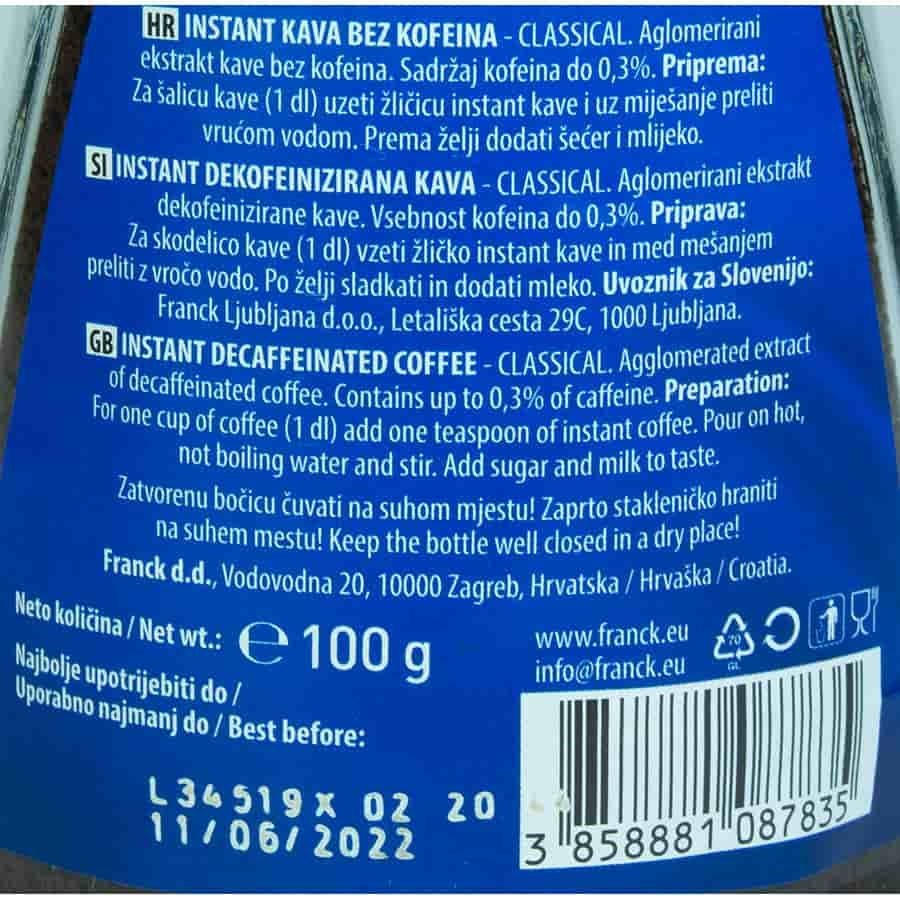 HR INSTANT KAVA BEZ KOFEINA - CLASSICAL. Aglomerirani
ekstrakt kave bez kofeina. Sadržaj kofeina do 0,3%. Priprema:
Za šalicu kave (1 dl) uzeti žličicu instant kave i uz miješanje preliti
vrućom vodom. Prema želji dodati šećer i mlijeko.
SI INSTANT DEKOFEINIZIRANA KAVA - CLASSICAL. Aglomerirani ekstrakt
dekofeinizirane kave. Vsebnost kofeina do 0,3%. Priprava:
Za skodelico kave (1 dl) vzeti žličko instant kave in med mešanjem
preliti z vročo vodo. Po želji sladkati in dodati mleko. Uvoznik za Slovenijo:
Franck Ljubljana d.o.o., Letališka cesta 29C, 1000 Ljubljana.
GB INSTANT DECAFFEINATED COFFEE - CLASSICAL. Agglomerated extract
of decaffeinated coffee. Contains up to 0,3% of caffeine. Preparation:
For one cup of coffee (1 dl) add one teaspoon of instant coffee. Pour on hot,
not boiling water and stir. Add sugar and milk to taste.
Zatvorenu bočicu čuvati na suhom mjestu! Zaprto stekleničko hraniti
na suhem mestu! Keep the bottle well closed in a dry place!
Franck d.d., Vodovodna 20, 10000 Zagreb, Hrvatska / Hrvaška / Croatia.
Neto količina / Net wt.: ℮ 100 g
www.franck.eu
info@franck.eu
70
GL
Najbolje upotrijebiti do /
Uporabno najmanj do / Best before:
L34519X 02 20
11/06/2022
3 858881 087835